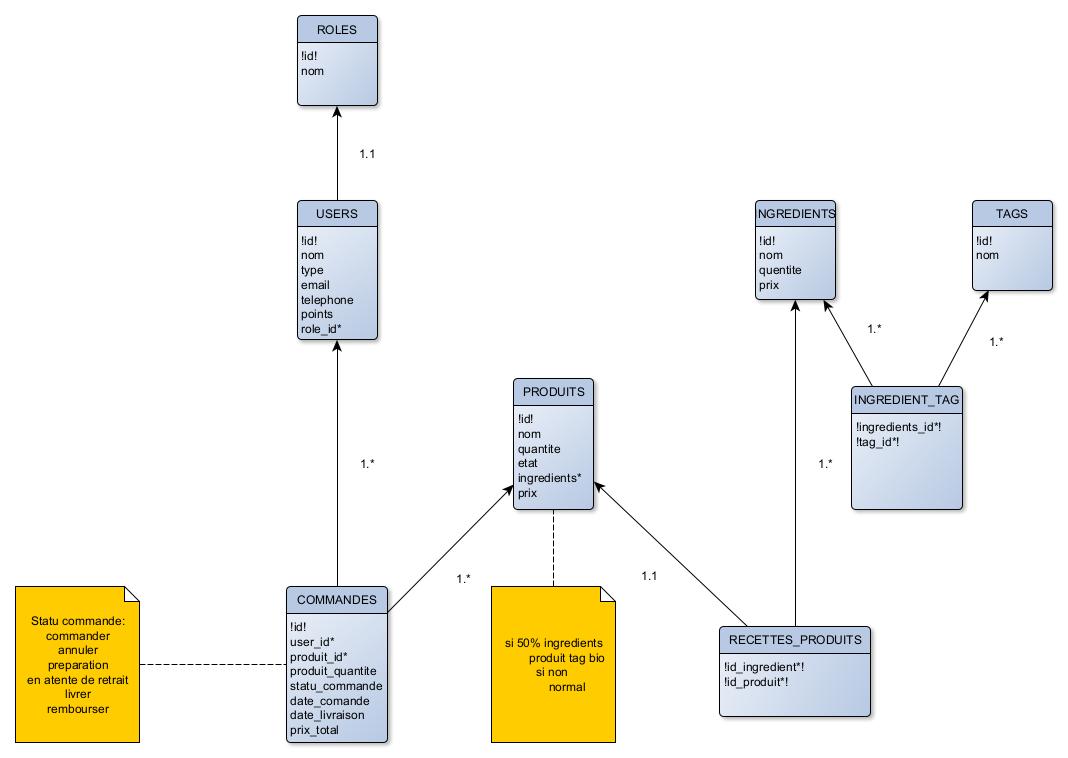 ROLES
!id!
nom
1.1
USERS
!id!
nom
type
email
telephone
points
role_id*
1.*
NGREDIENTS
!id!
nom
quentite
prix
TAGS
!id!
nom
1.*
1.*
INGREDIENT_TAG
!ingredients_id*!
!tag_id*!
1.*
PRODUITS
!id!
nom
quantite
etat
ingredients*
prix
1.*
1.1
Statu commande:
commander
annuler
preparation
en atente de retrait
livrer
rembourser
COMMANDES
!id!
user_id*
produit_id*
produit_quantite
statu_commande
date_comande
date_livraison
prix_total
si 50% ingredients
produit tag bio
si non
normal
RECETTES_PRODUITS
!id_ingredient*!
!id_produit*!